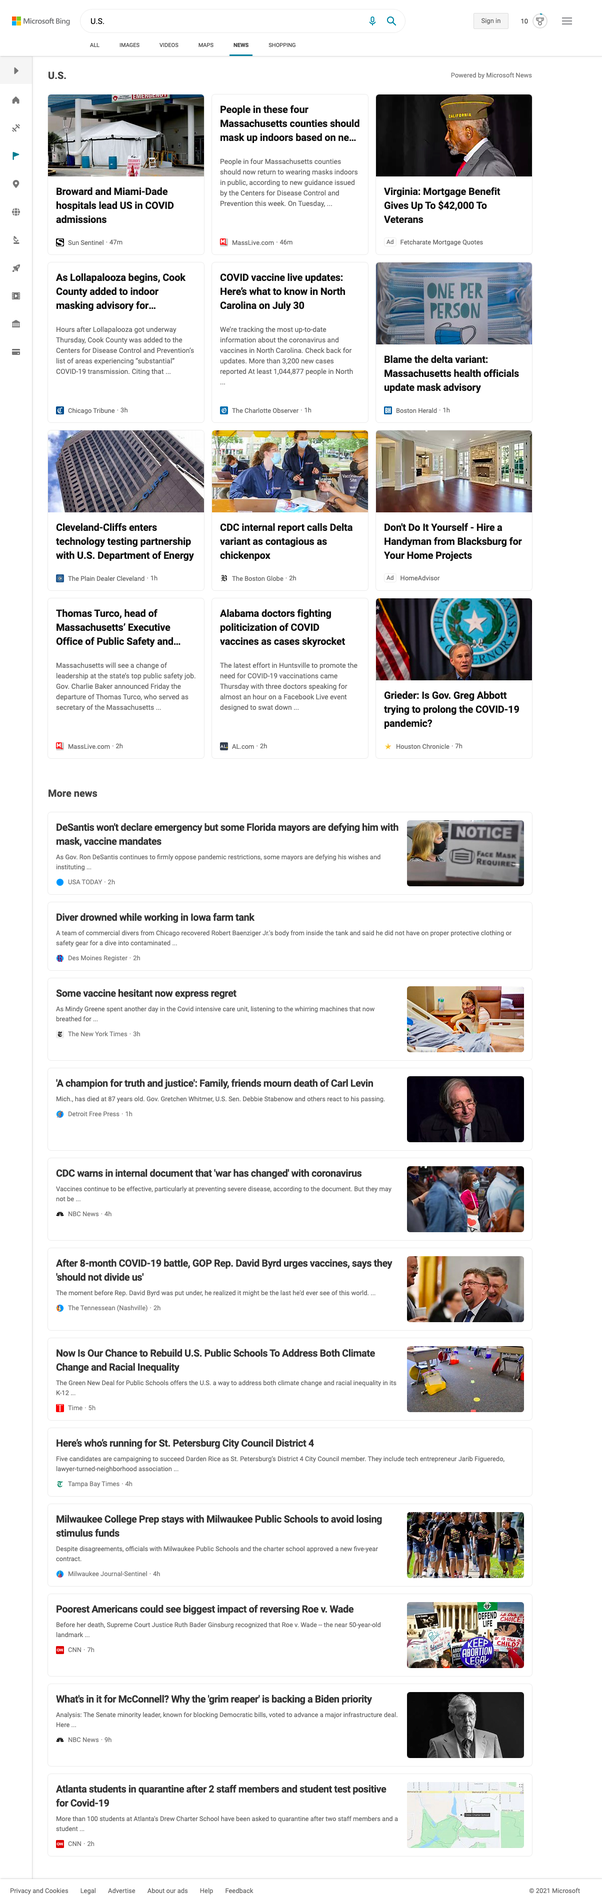 Microsoft Bing
U.S.
Sign in
10
ALL
IMAGES
VIDEOS
MAPS
NEWS
SHOPPING
U.S.
Powered by Microsoft News
EMERGENCY
Broward and Miami-Dade
hospitals lead US in COVID
admissions
Sun Sentinel · 47m
People in these four
Massachusetts counties should
mask up indoors based on ne...
People in four Massachusetts counties
should now return to wearing masks indoors
in public, according to new guidance issued
by the Centers for Disease Control and
Prevention this week. On Tuesday, ...
MassLive.com · 46m
CALIFORNIA
Virginia: Mortgage Benefit
Gives Up To $42,000 To
Veterans
Ad Fetcharate Mortgage Quotes
As Lollapalooza begins, Cook
County added to indoor
masking advisory for...
Hours after Lollapalooza got underway
Thursday, Cook County was added to the
Centers for Disease Control and Prevention's
list of areas experiencing "substantial"
COVID-19 transmission. Citing that ...
Chicago Tribune · 3h
COVID vaccine live updates:
Here's what to know in North
Carolina on July 30
We're tracking the most up-to-date
information about the coronavirus and
vaccines in North Carolina. Check back for
updates. More than 3,200 new cases
reported At least 1,044,877 people in North
...
The Charlotte Observer · 1h
ONE PER
PERSON
Blame the delta variant:
Massachusetts health officials
update mask advisory
Boston Herald · 1h
Cleveland-Cliffs enters
technology testing partnership
with U.S. Department of Energy
The Plain Dealer Cleveland · 1h
CDC internal report calls Delta
variant as contagious as
chickenpox
The Boston Globe · 2h
Don't Do It Yourself - Hire a
Handyman from Blacksburg for
Your Home Projects
Ad HomeAdvisor
Thomas Turco, head of
Massachusetts' Executive
Office of Public Safety and...
Massachusetts will see a change of
leadership at the state's top public safety job.
Gov. Charlie Baker announced Friday the
departure of Thomas Turco, who served as
secretary of the Massachusetts ...
MassLive.com · 2h
Alabama doctors fighting
politicization of COVID
vaccines as cases skyrocket
The latest effort in Huntsville to promote the
need for COVID-19 vaccinations came
Thursday with three doctors speaking for
almost an hour on a Facebook Live event
designed to swat down ...
AL.com · 2h
Grieder: Is Gov. Greg Abbott
trying to prolong the COVID-19
pandemic?
Houston Chronicle · 7h
More news
DeSantis won't declare emergency but some Florida mayors are defying him with
mask, vaccine mandates
As Gov. Ron DeSantis continues to firmly oppose pandemic restrictions, some mayors are defying his wishes and
instituting ...
USA TODAY · 2h
NOTICE
FACE MASK
REQUIRED
Diver drowned while working in Iowa farm tank
A team of commercial divers from Chicago recovered Robert Baenziger Jr.'s body from inside the tank and said he did not have on proper protective clothing or
safety gear for a dive into contaminated ...
Des Moines Register · 2h
Some vaccine hesitant now express regret
As Mindy Greene spent another day in the Covid intensive care unit, listening to the whirring machines that now
breathed for ...
The New York Times · 3h
'A champion for truth and justice': Family, friends mourn death of Carl Levin
Mich., has died at 87 years old. Gov. Gretchen Whitmer, U.S. Sen. Debbie Stabenow and others react to his passing.
Detroit Free Press · 1h
CDC warns in internal document that 'war has changed' with coronavirus
Vaccines continue to be effective, particularly at preventing severe disease, according to the document. But they may
not be ...
NBC News · 4h
After 8-month COVID-19 battle, GOP Rep. David Byrd urges vaccines, says they
'should not divide us'
The moment before Rep. David Byrd was put under, he realized it might be the last he'd ever see of this world. ...
The Tennessean (Nashville) · 2h
Now Is Our Chance to Rebuild U.S. Public Schools To Address Both Climate
Change and Racial Inequality
The Green New Deal for Public Schools offers the U.S. a way to address both climate change and racial inequality in its
K-12 ...
Time · 5h
Here's who's running for St. Petersburg City Council District 4
Five candidates are campaigning to succeed Darden Rice as St. Petersburg's District 4 City Council member. They include tech entrepreneur Jarib Figueredo,
lawyer-turned-neighborhood association ...
Tampa Bay Times · 4h
Milwaukee College Prep stays with Milwaukee Public Schools to avoid losing
stimulus funds
Despite disagreements, officials with Milwaukee Public Schools and the charter school approved a new five-year
contract.
Milwaukee Journal-Sentinel · 4h
Poorest Americans could see biggest impact of reversing Roe v. Wade
Before her death, Supreme Court Justice Ruth Bader Ginsburg recognized that Roe v. Wade -- the near 50-year-old
landmark ...
CNN · 7h
DEFEND
LIFE
KEEP
ABORTION
LEGAL
What's in it for McConnell? Why the 'grim reaper' is backing a Biden priority
Analysis: The Senate minority leader, known for blocking Democratic bills, voted to advance a major infrastructure deal.
Here ...
NBC News · 9h
Atlanta students in quarantine after 2 staff members and student test positive
for Covid-19
More than 100 students at Atlanta's Drew Charter School have been asked to quarantine after two staff members and a
student ...
CNN · 2h
Privacy and Cookies
Legal
Advertise
About our ads
Help
Feedback
© 2021 Microsoft